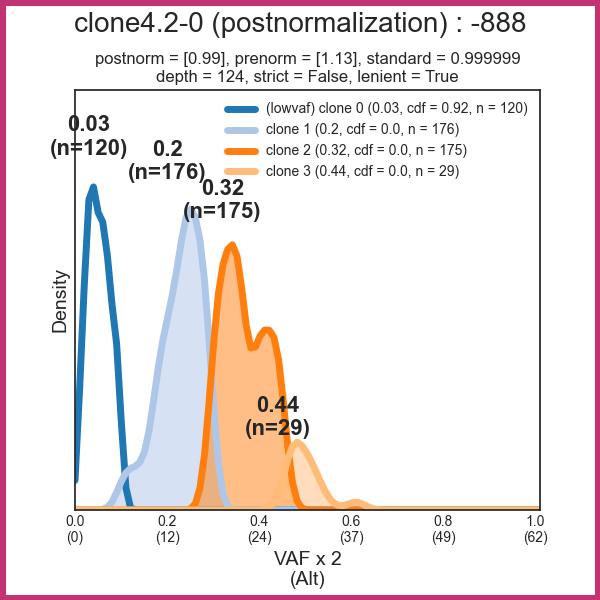 clone4.2-0 (postnormalization) : -888
postnorm = [0.99], prenorm = [1.13], standard = 0.999999
depth = 124, strict = False, lenient = True
(lowvaf) clone 0 (0.03, cdf = 0.92, n = 120)
clone 1 (0.2, cdf = 0.0, n = 176)
clone 2 (0.32, cdf = 0.0, n = 175)
clone 3 (0.44, cdf = 0.0, n = 29)
0.03
(n=120)
0.2
(n=176)
0.32
(n=175)
0.44
(n=29)
Density
0.0 0.2 0.4 0.6 0.8 1.0
(0) (12) (24) (37) (49) (62)
VAF x 2
(Alt)